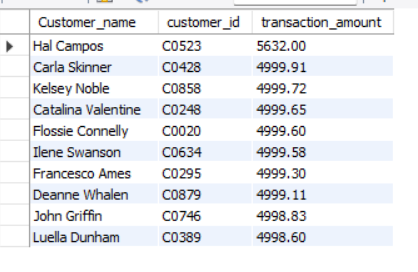 Customer_name customer_id transaction_amount
Hal Campos C0523 5632.00
Carla Skinner C0428 4999.91
Kelsey Noble C0858 4999.72
Catalina Valentine C0248 4999.65
Flossie Connelly C0020 4999.60
Ilene Swanson C0634 4999.58
Francesco Ames C0295 4999.30
Deanne Whalen C0879 4999.11
John Griffin C0746 4998.83
Luella Dunham C0389 4998.60